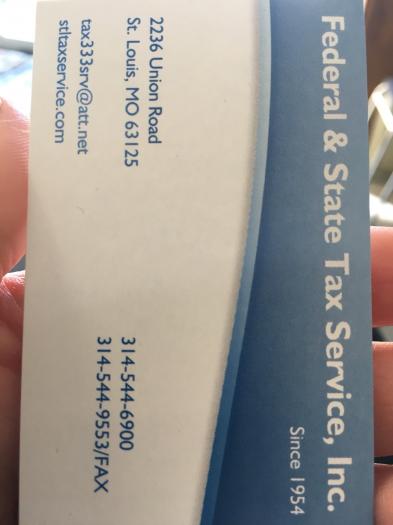 Federal & State Tax Service, Inc.
Since 1954
2236 Union Road
St. Louis, MO 63125
314-544-6900
314-544-9553/FAX
tax333srv@att.net
stltaxservice.com